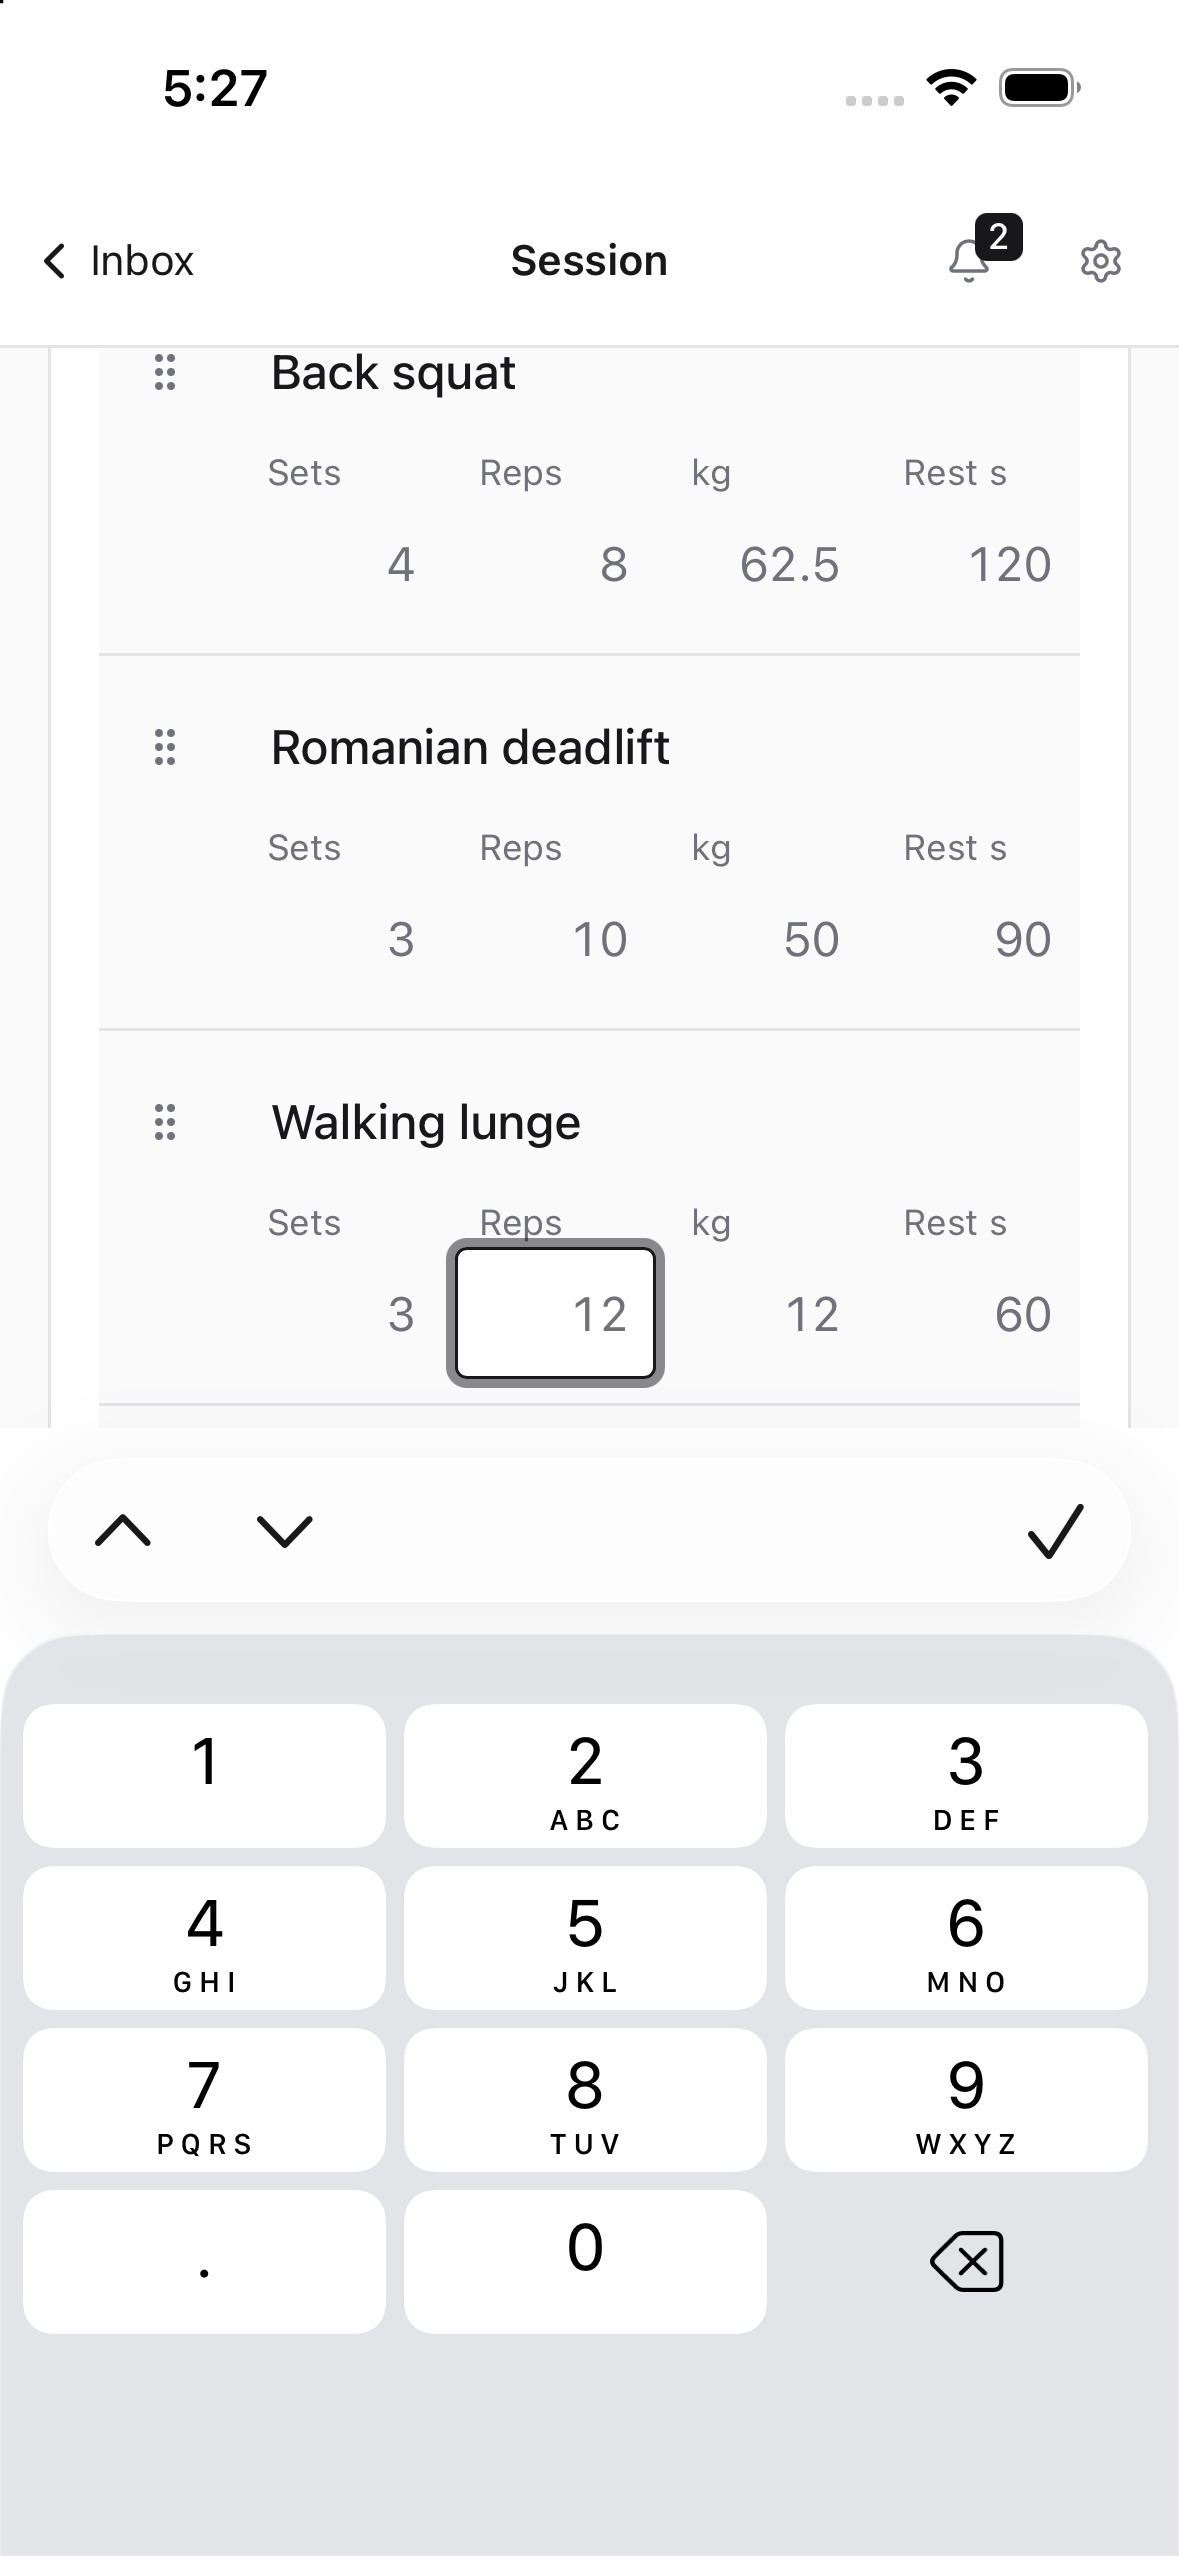 5:27
Inbox Session 2
Back squat
Sets Reps kg Rest s
4 8 62.5 120
Romanian deadlift
Sets Reps kg Rest s
3 10 50 90
Walking lunge
Sets Reps kg Rest s
3 12 12 60
1 2 3
ABC DEF
4 5 6
GHI JKL MNO
7 8 9
PQRS TUV WXYZ
. 0